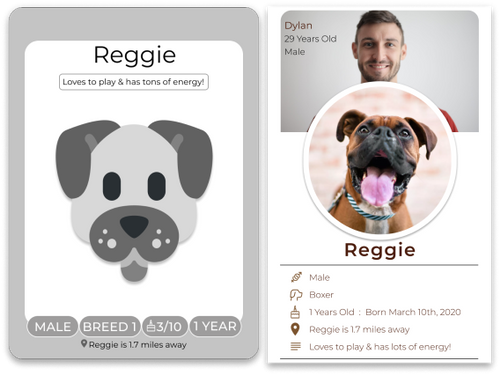 Reggie
Loves to play & has tons of energy!
MALE
BREED 1
3/10
1 YEAR
Reggie is 1.7 miles away
Dylan
29 Years Old
Male
Reggie
Male
Boxer
1 Years Old : Born March 10th, 2020
Reggie is 1.7 miles away
Loves to play & has lots of energy!